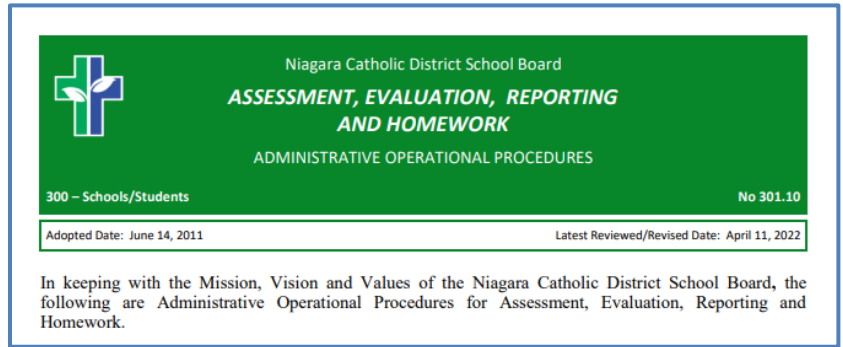 Niagara Catholic District School Board
ASSESSMENT, EVALUATION, REPORTING
AND HOMEWORK
ADMINISTRATIVE OPERATIONAL PROCEDURES
300 – Schools/Students No 301.10
Adopted Date: June 14, 2011 Latest Reviewed/Revised Date: April 11, 2022
In keeping with the Mission, Vision and Values of the Niagara Catholic District School Board, the
following are Administrative Operational Procedures for Assessment, Evaluation, Reporting and
Homework.